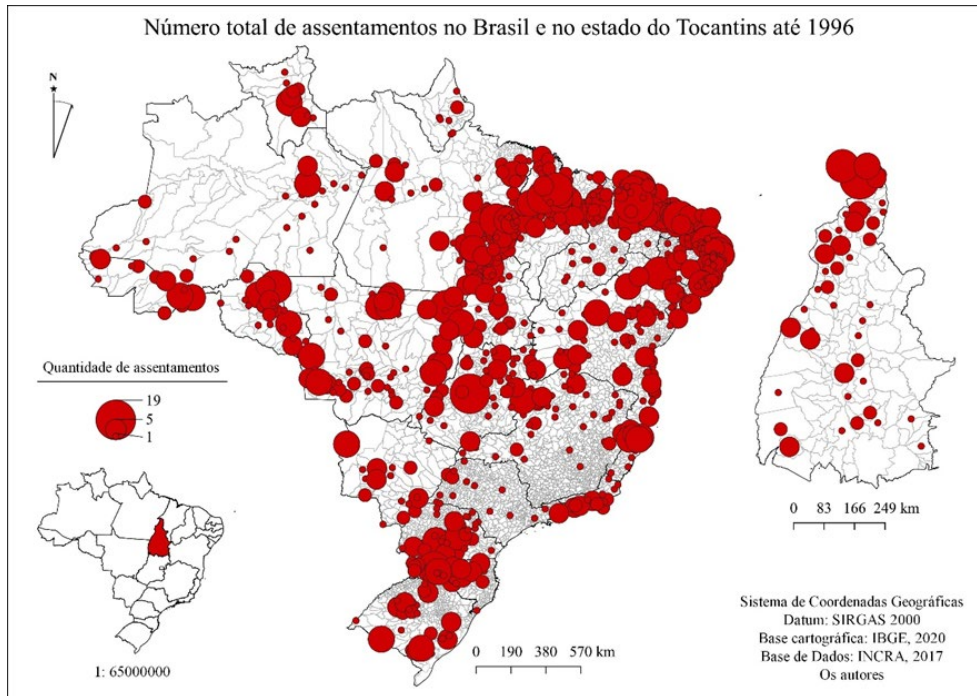 Número total de assentamentos no Brasil e no estado do Tocantins até 1996
N
Quantidade de assentamentos
19
5
1
1: 65000000
0 190 380 570 km
0 83 166 249 km
Sistema de Coordenadas Geográficas
Datum: SIRGAS 2000
Base cartográfica: IBGE, 2020
Base de Dados: INCRA, 2017
Os autores